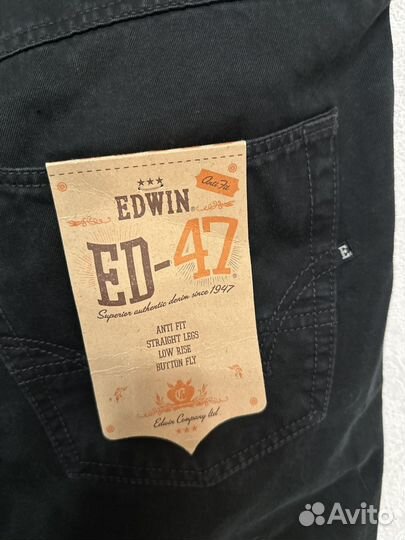 Anti Fit
EDWIN®
ED-47®
Superior authentic denim since 1947
ANTI FIT
STRAIGHT LEGS
LOW RISE
BUTTON FLY
Edwin Company ltd.
E
Avito